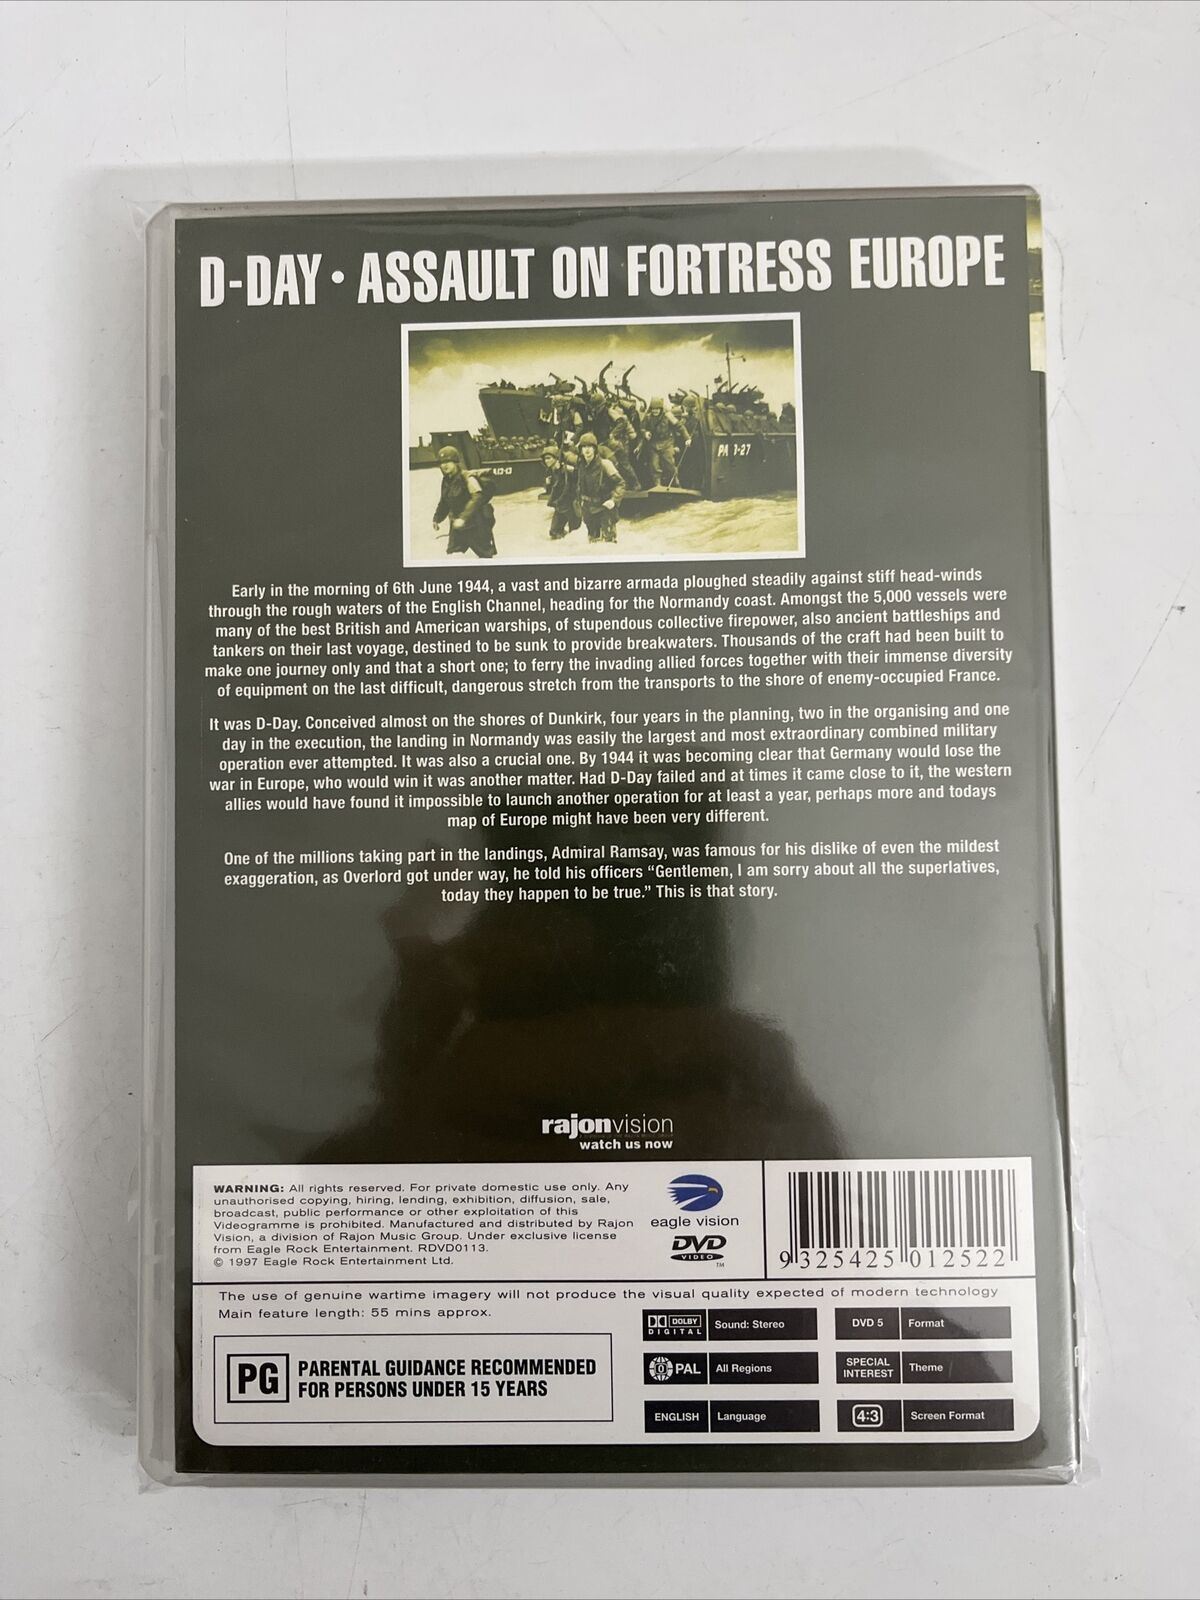 D-DAY • ASSAULT ON FORTRESS EUROPE
PA 3-27
Early in the morning of 6th June 1944, a vast and bizarre armada ploughed steadily against stiff head-winds
through the rough waters of the English Channel, heading for the Normandy coast. Amongst the 5,000 vessels were
many of the best British and American warships, of stupendous collective firepower, also ancient battleships and
tankers on their last voyage, destined to be sunk to provide breakwaters. Thousands of the craft had been built to
make one journey only and that a short one; to ferry the invading allied forces together with their immense diversity
of equipment on the last difficult, dangerous stretch from the transports to the shore of enemy-occupied France.
It was D-Day. Conceived almost on the shores of Dunkirk, four years in the planning, two in the organising and one
day in the execution, the landing in Normandy was easily the largest and most extraordinary combined military
operation ever attempted. It was also a crucial one. By 1944 it was becoming clear that Germany would lose the
war in Europe, who would win it was another matter. Had D-Day failed and at times it came close to it, the western
allies would have found it impossible to launch another operation for at least a year, perhaps more and todays
map of Europe might have been very different.
One of the millions taking part in the landings, Admiral Ramsay, was famous for his dislike of even the mildest
exaggeration, as Overlord got under way, he told his officers “Gentlemen, I am sorry about all the superlatives,
today they happen to be true.” This is that story.
rajonvision
watch us now
WARNING: All rights reserved. For private domestic use only. Any
unauthorised copying, hiring, lending, exhibition, diffusion, sale,
broadcast, public performance or other exploitation of this
Videogramme is prohibited. Manufactured and distributed by Rajon
Vision, a division of Rajon Music Group. Under exclusive license
from Eagle Rock Entertainment. RDVD0113.
© 1997 Eagle Rock Entertainment Ltd.
eagle vision
DVD
VIDEO
TM
9 325425 012522
The use of genuine wartime imagery will not produce the visual quality expected of modern technology
Main feature length: 55 mins approx.
PG PARENTAL GUIDANCE RECOMMENDED
FOR PERSONS UNDER 15 YEARS
DOLBY
DIGITAL
Sound: Stereo
DVD 5 Format
0 PAL All Regions
SPECIAL
INTEREST
Theme
ENGLISH Language
4:3 Screen Format